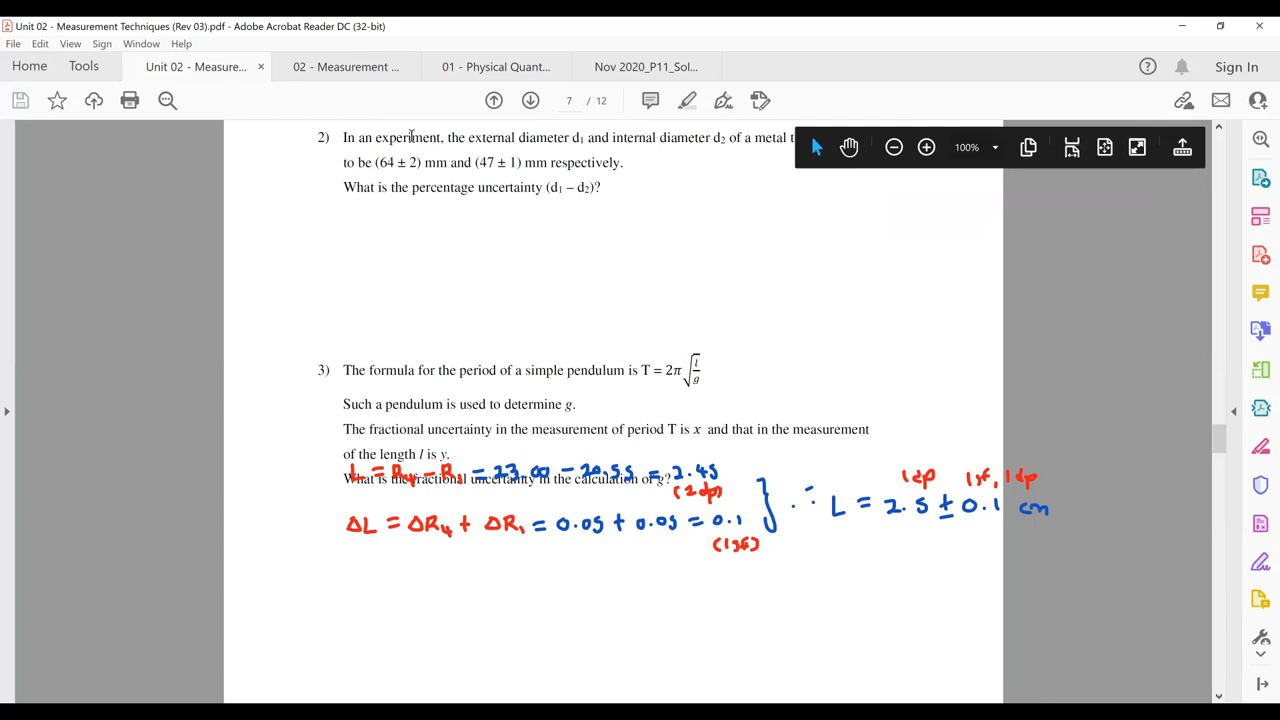 Unit 02 - Measurement Techniques (Rev 03).pdf - Adobe Acrobat Reader DC (32-bit)
File Edit View Sign Window Help
Home Tools Unit 02 - Measure... × 02 - Measurement ... 01 - Physical Quant... Nov 2020_P11_Sol... Sign In
7 / 12
100%
2) In an experiment, the external diameter d₁ and internal diameter d₂ of a metal t
to be (64 ± 2) mm and (47 ± 1) mm respectively.
What is the percentage uncertainty (d₁ – d₂)?
3) The formula for the period of a simple pendulum is T = 2π √(l/g)
Such a pendulum is used to determine g.
The fractional uncertainty in the measurement of period T is x and that in the measurement
of the length l is y.
What is the fractional uncertainty in the calculation of g?
L = R₄ – R₁ = 23.00 – 20.55 = 2.45
(2dp)
ΔL = ΔR₄ + ΔR₁ = 0.05 + 0.05 = 0.1
(1sf)
1dp 1sf, 1dp
∴ L = 2.5 ± 0.1 cm